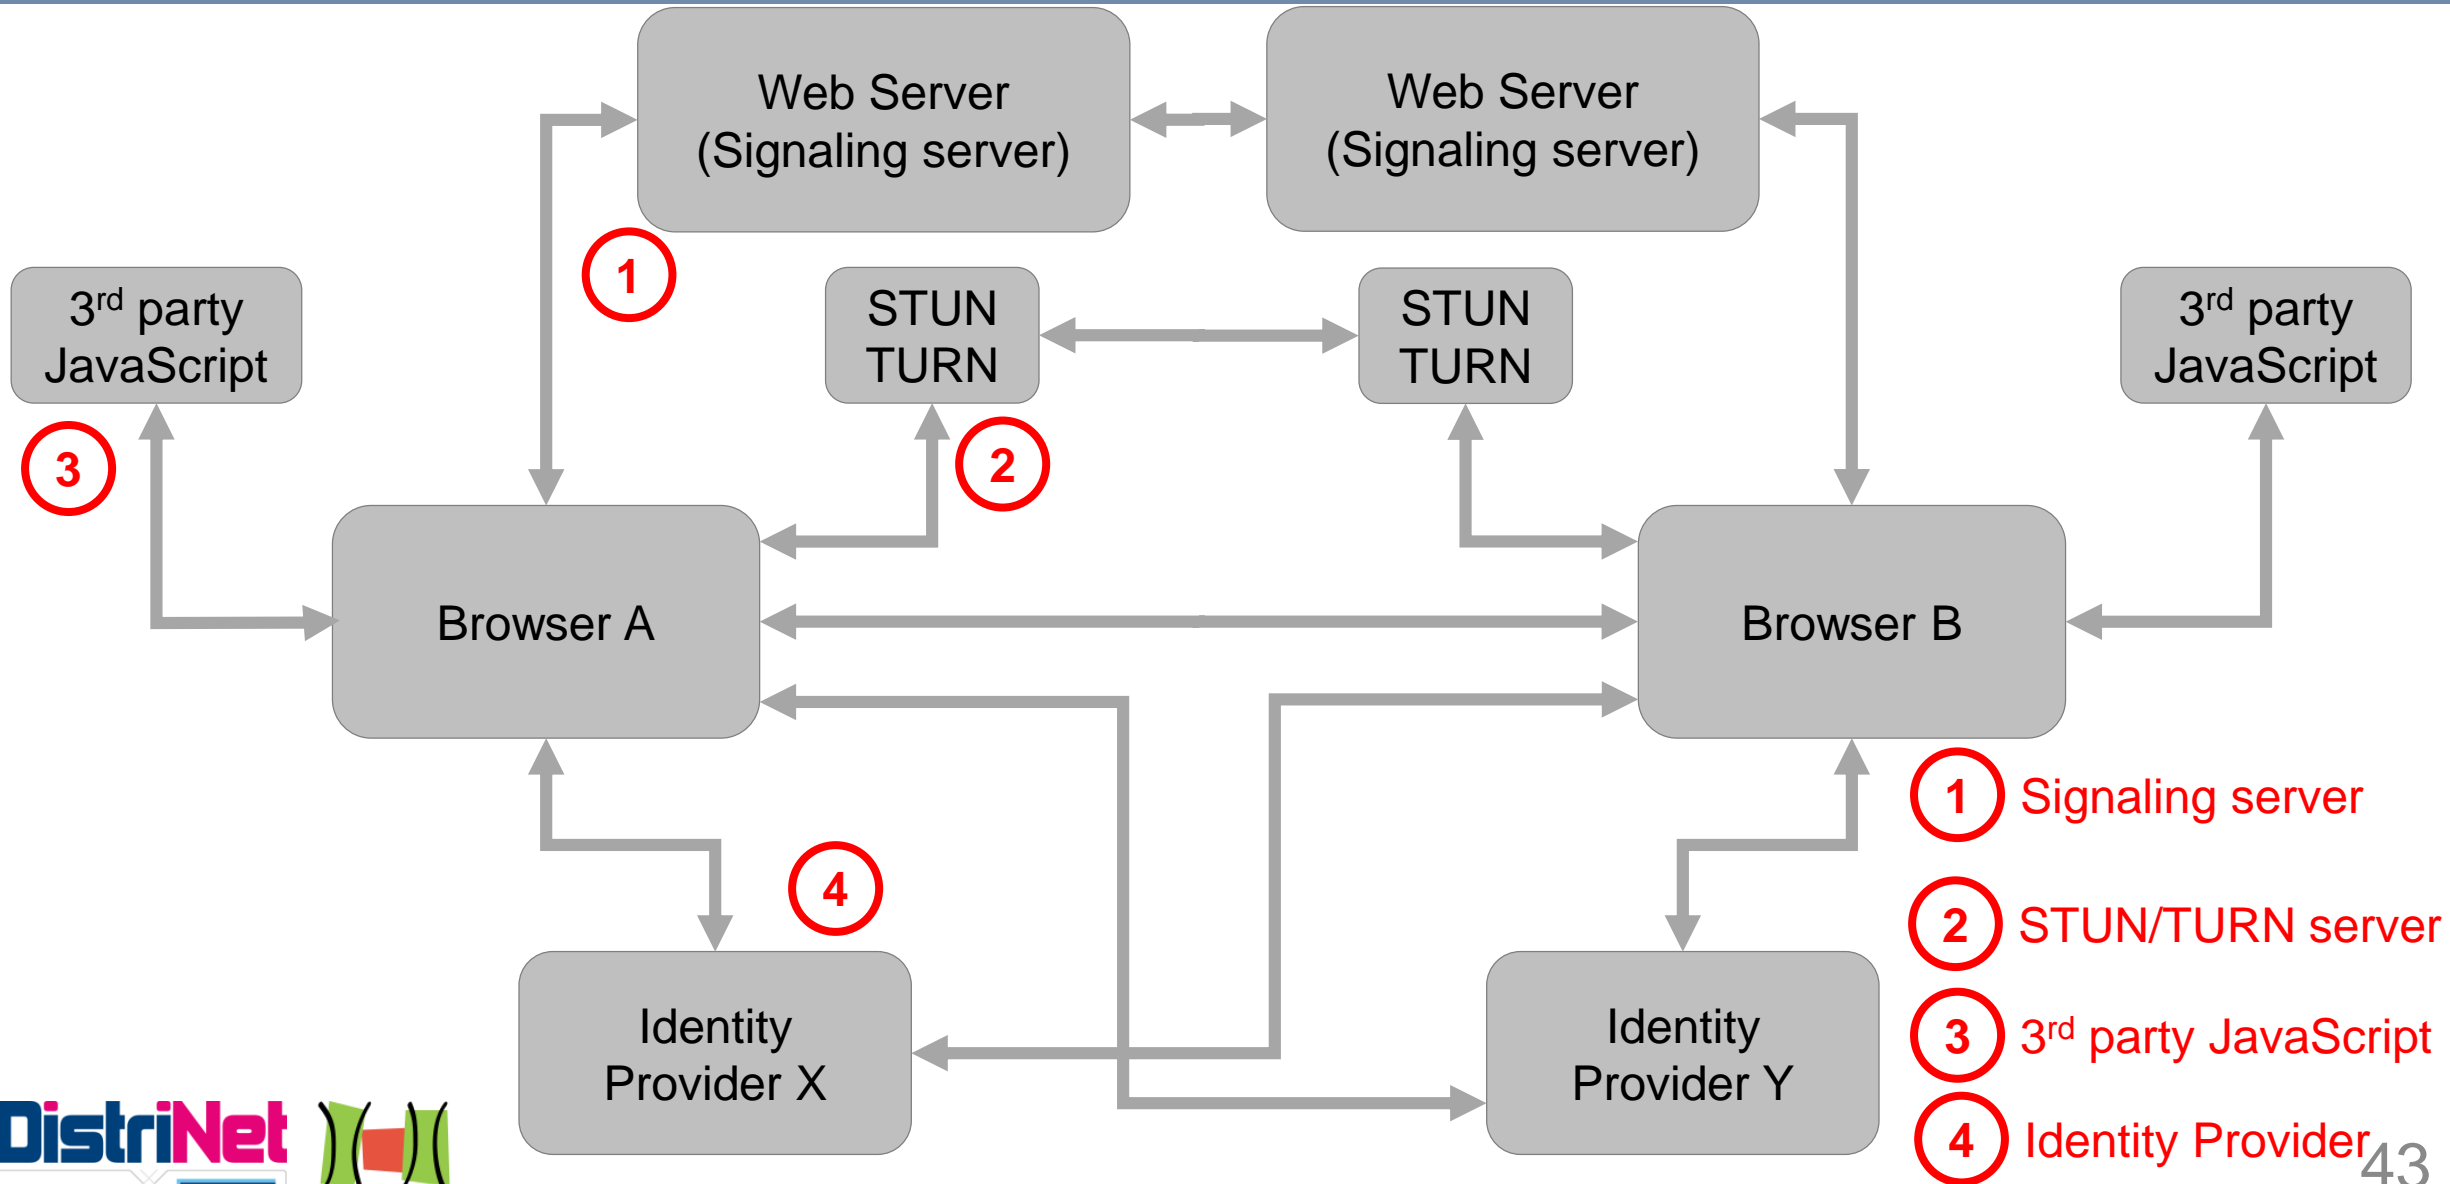 Web Server
(Signaling server)
Web Server
(Signaling server)
1
3rd party
JavaScript
STUN
TURN
STUN
TURN
3rd party
JavaScript
3
2
Browser A
Browser B
1 Signaling server
4
2 STUN/TURN server
Identity
Provider X
Identity
Provider Y
3 3rd party JavaScript
4 Identity Provider
DistriNet
43